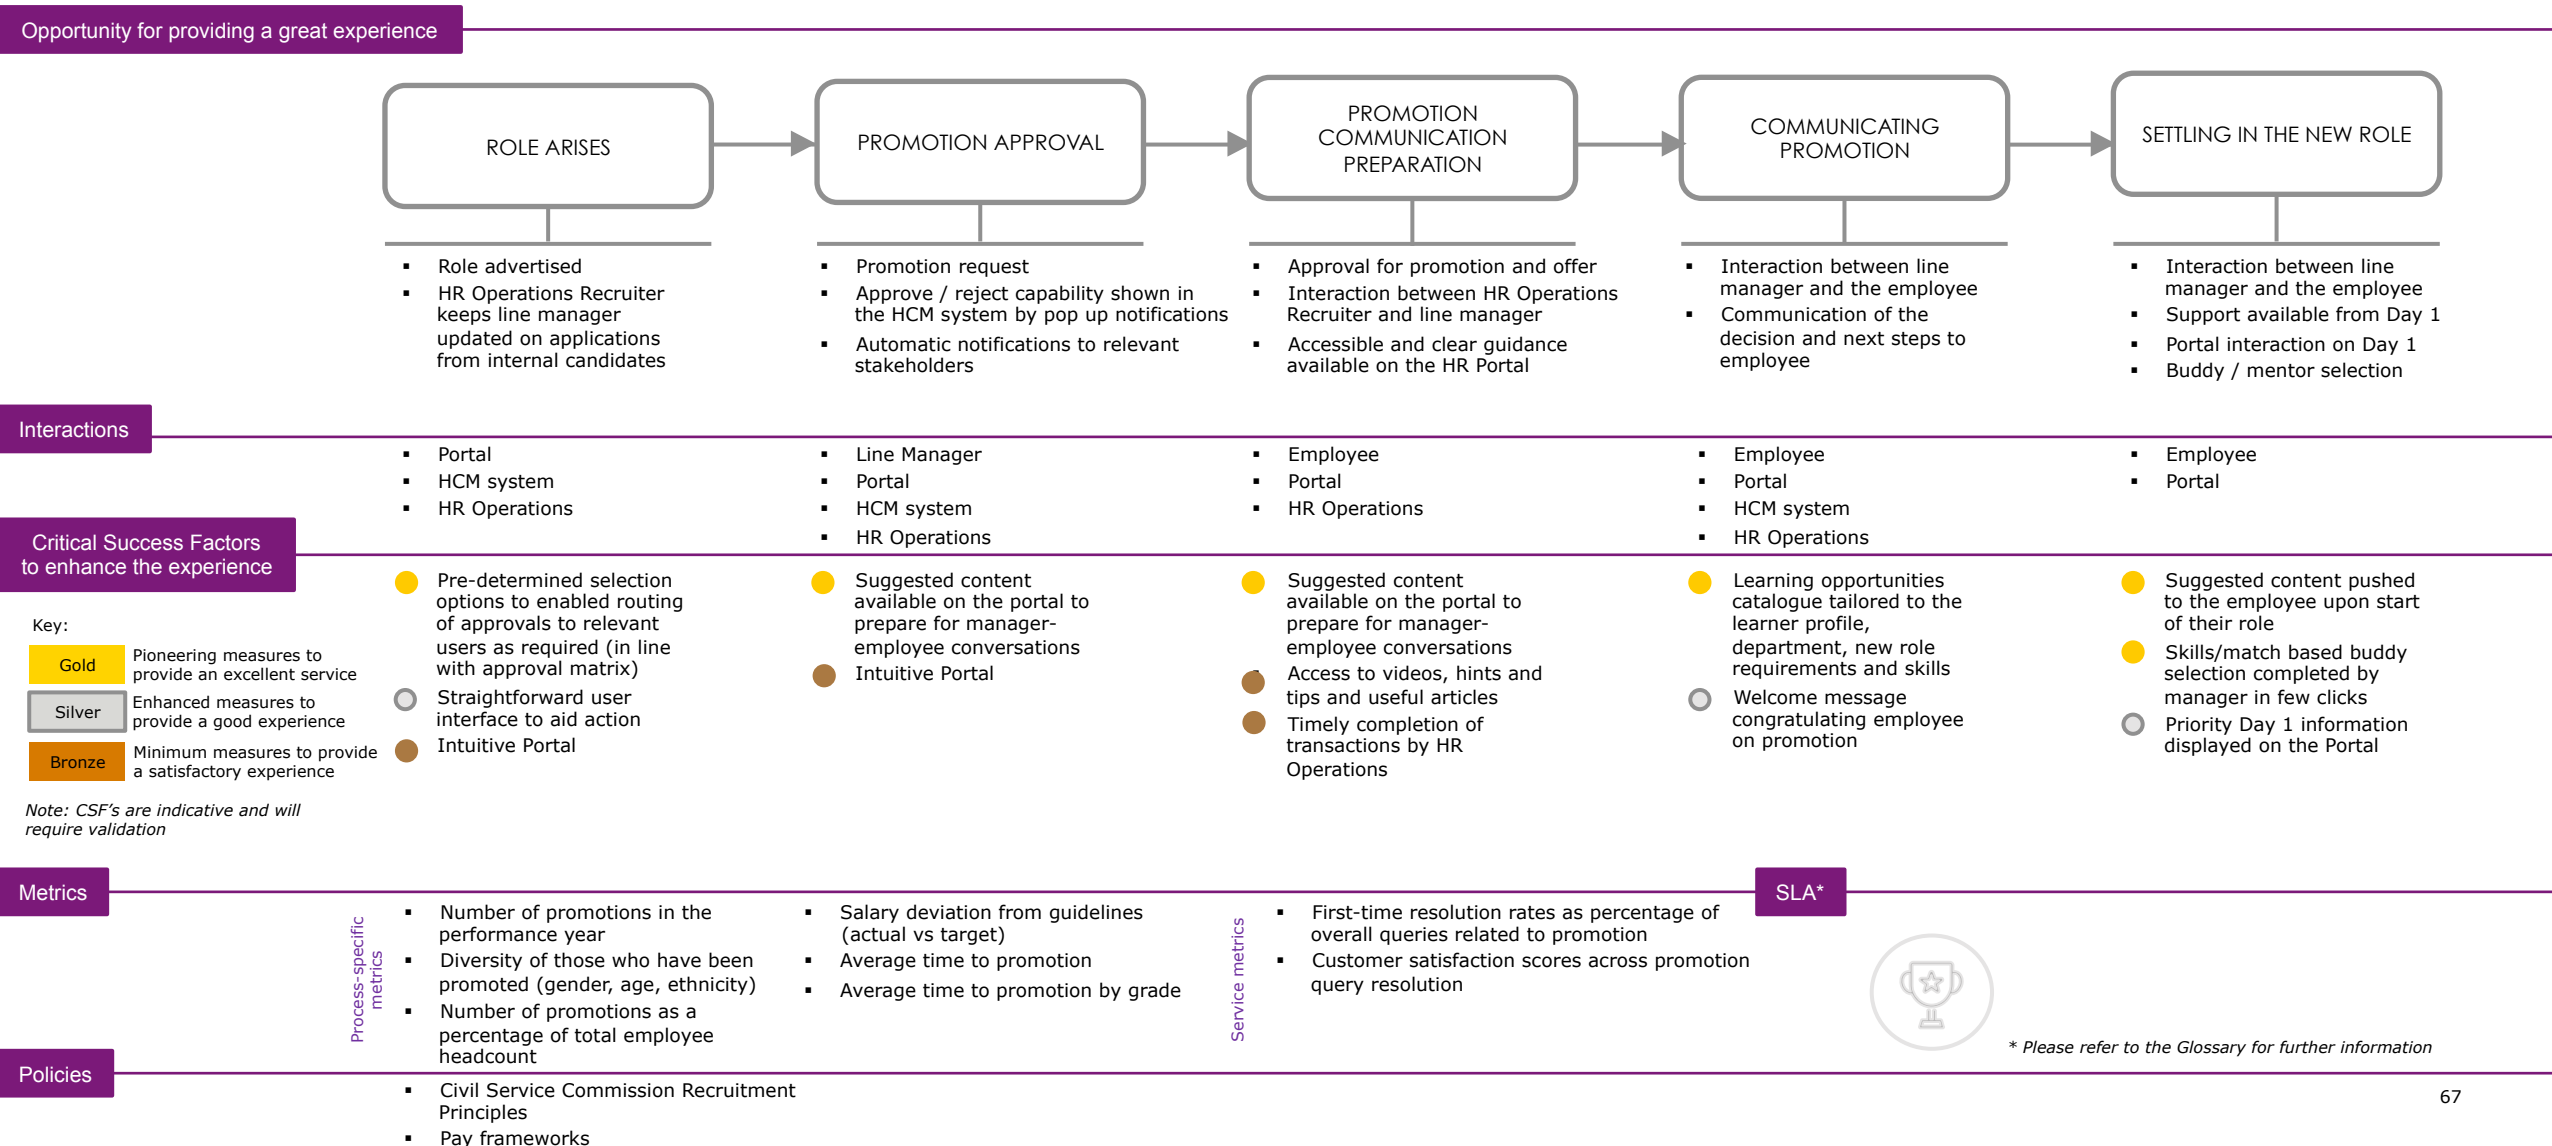 Opportunity for providing a great experience
ROLE ARISES
PROMOTION APPROVAL
PROMOTION
COMMUNICATION
PREPARATION
COMMUNICATING
PROMOTION
SETTLING IN THE NEW ROLE
▪ Role advertised
▪ HR Operations Recruiter
keeps line manager
updated on applications
from internal candidates
▪ Promotion request
▪ Approve / reject capability shown in
the HCM system by pop up notifications
▪ Automatic notifications to relevant
stakeholders
▪ Approval for promotion and offer
▪ Interaction between HR Operations
Recruiter and line manager
▪ Accessible and clear guidance
available on the HR Portal
▪ Interaction between line
manager and the employee
▪ Communication of the
decision and next steps to
employee
▪ Interaction between line
manager and the employee
▪ Support available from Day 1
▪ Portal interaction on Day 1
▪ Buddy / mentor selection
Interactions
▪ Portal
▪ HCM system
▪ HR Operations
▪ Line Manager
▪ Portal
▪ HCM system
▪ HR Operations
▪ Employee
▪ Portal
▪ HR Operations
▪ Employee
▪ Portal
▪ HCM system
▪ HR Operations
▪ Employee
▪ Portal
Critical Success Factors
to enhance the experience
Key:
Gold
Pioneering measures to
provide an excellent service
Silver
Enhanced measures to
provide a good experience
Bronze
Minimum measures to provide
a satisfactory experience
Note: CSF's are indicative and will
require validation
Pre-determined selection
options to enabled routing
of approvals to relevant
users as required (in line
with approval matrix)
Straightforward user
interface to aid action
Intuitive Portal
Suggested content
available on the portal to
prepare for manager-
employee conversations
Intuitive Portal
Suggested content
available on the portal to
prepare for manager-
employee conversations
Access to videos, hints and
tips and useful articles
Timely completion of
transactions by HR
Operations
Learning opportunities
catalogue tailored to the
learner profile,
department, new role
requirements and skills
Welcome message
congratulating employee
on promotion
Suggested content pushed
to the employee upon start
of their role
Skills/match based buddy
selection completed by
manager in few clicks
Priority Day 1 information
displayed on the Portal
Metrics
Process-specific
metrics
▪ Number of promotions in the
performance year
▪ Diversity of those who have been
promoted (gender, age, ethnicity)
▪ Number of promotions as a
percentage of total employee
headcount
▪ Salary deviation from guidelines
(actual vs target)
▪ Average time to promotion
▪ Average time to promotion by grade
Service metrics
▪ First-time resolution rates as percentage of
overall queries related to promotion
▪ Customer satisfaction scores across promotion
query resolution
SLA*
* Please refer to the Glossary for further information
Policies
▪ Civil Service Commission Recruitment
Principles
▪ Pay frameworks
67